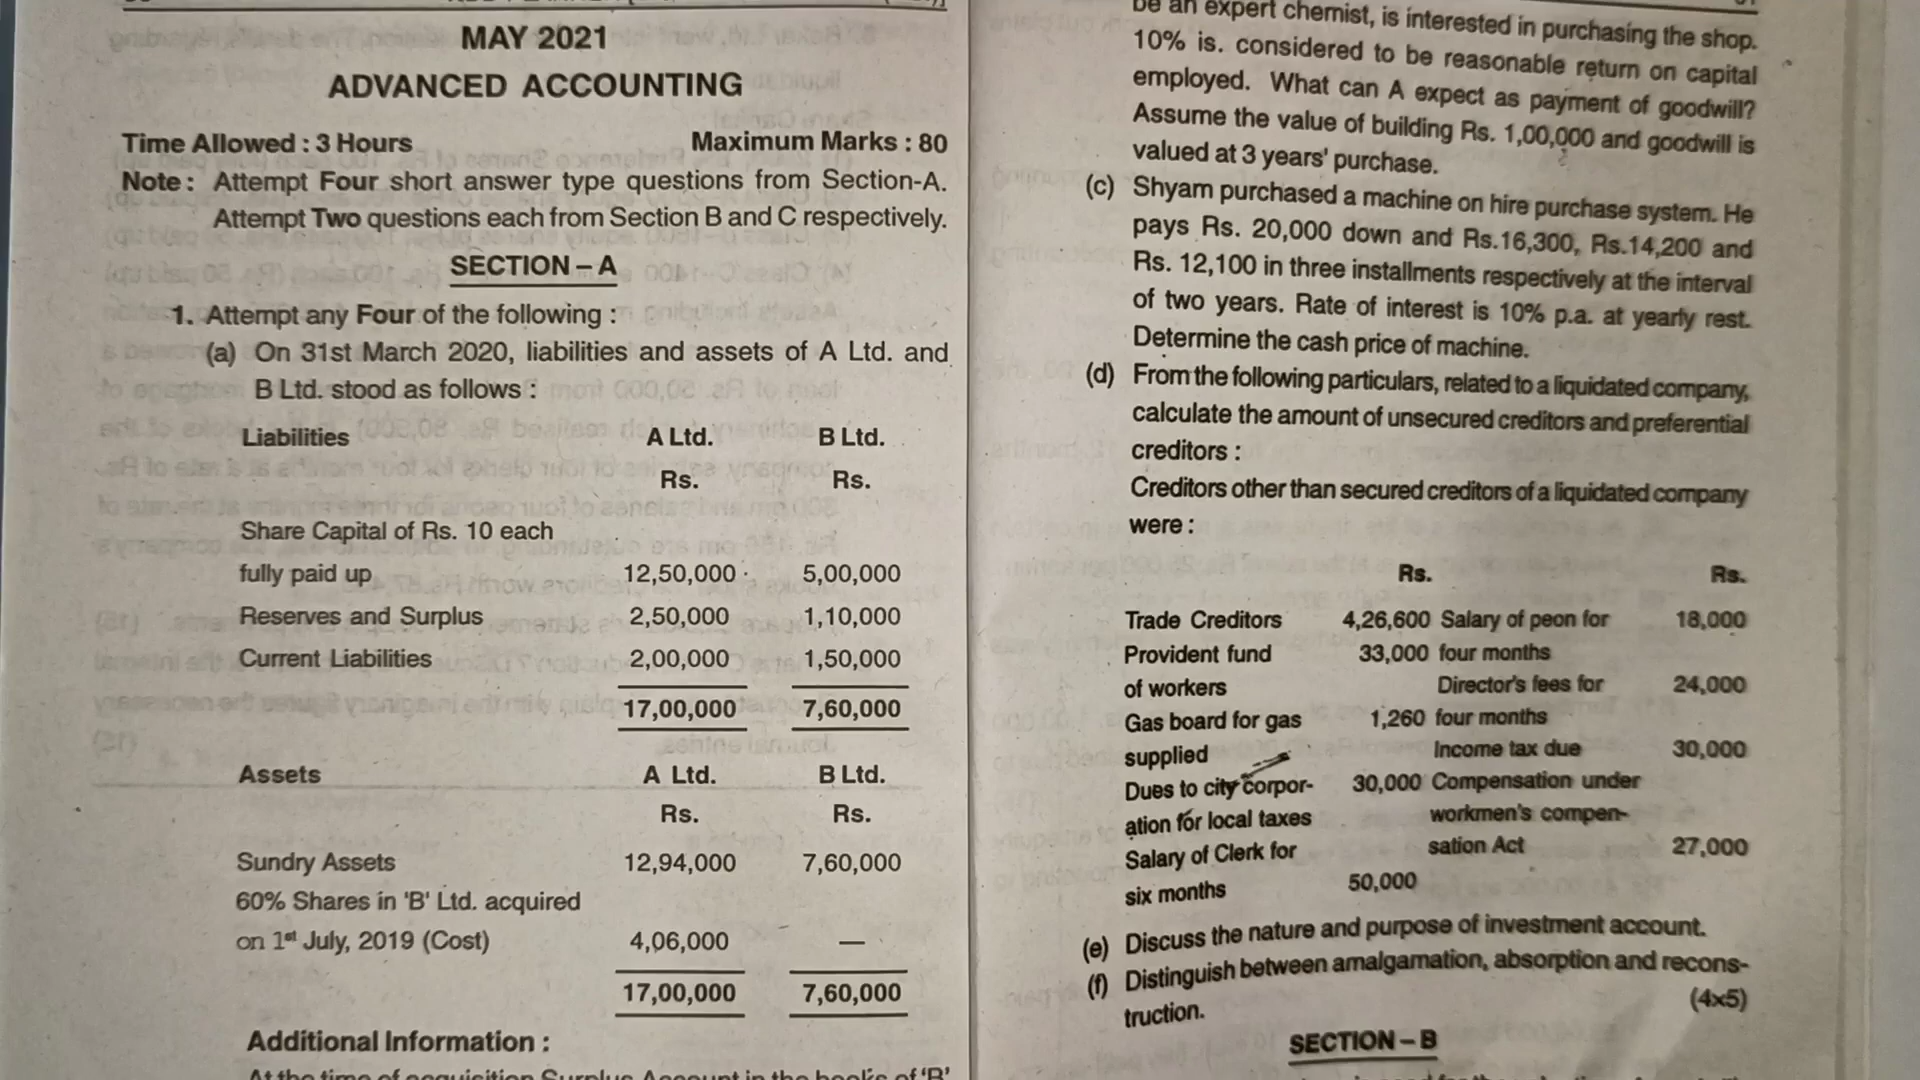 MAY 2021
ADVANCED ACCOUNTING
Time Allowed : 3 Hours Maximum Marks : 80
Note : Attempt Four short answer type questions from Section-A.
Attempt Two questions each from Section B and C respectively.
SECTION – A
1. Attempt any Four of the following :
(a) On 31st March 2020, liabilities and assets of A Ltd. and
B Ltd. stood as follows :
Liabilities A Ltd. B Ltd.
Rs. Rs.
Share Capital of Rs. 10 each
fully paid up 12,50,000 5,00,000
Reserves and Surplus 2,50,000 1,10,000
Current Liabilities 2,00,000 1,50,000
17,00,000 7,60,000
Assets A Ltd. B Ltd.
Rs. Rs.
Sundry Assets 12,94,000 7,60,000
60% Shares in 'B' Ltd. acquired
on 1st July, 2019 (Cost) 4,06,000 —
17,00,000 7,60,000
Additional Information :
At the time of acquisition Surplus Account in the books of 'B'
be an expert chemist, is interested in purchasing the shop.
10% is. considered to be reasonable return on capital
employed. What can A expect as payment of goodwill?
Assume the value of building Rs. 1,00,000 and goodwill is
valued at 3 years' purchase.
(c) Shyam purchased a machine on hire purchase system. He
pays Rs. 20,000 down and Rs.16,300, Rs.14,200 and
Rs. 12,100 in three installments respectively at the interval
of two years. Rate of interest is 10% p.a. at yearly rest.
Determine the cash price of machine.
(d) From the following particulars, related to a liquidated company,
calculate the amount of unsecured creditors and preferential
creditors :
Creditors other than secured creditors of a liquidated company
were :
Rs. Rs.
Trade Creditors 4,26,600 Salary of peon for 18,000
Provident fund 33,000 four months
of workers Director's fees for 24,000
Gas board for gas 1,260 four months
supplied Income tax due 30,000
Dues to city corpor- 30,000 Compensation under
ation for local taxes workmen's compen-
Salary of Clerk for sation Act 27,000
six months 50,000
(e) Discuss the nature and purpose of investment account.
(f) Distinguish between amalgamation, absorption and recons-
truction. (4x5)
SECTION – B